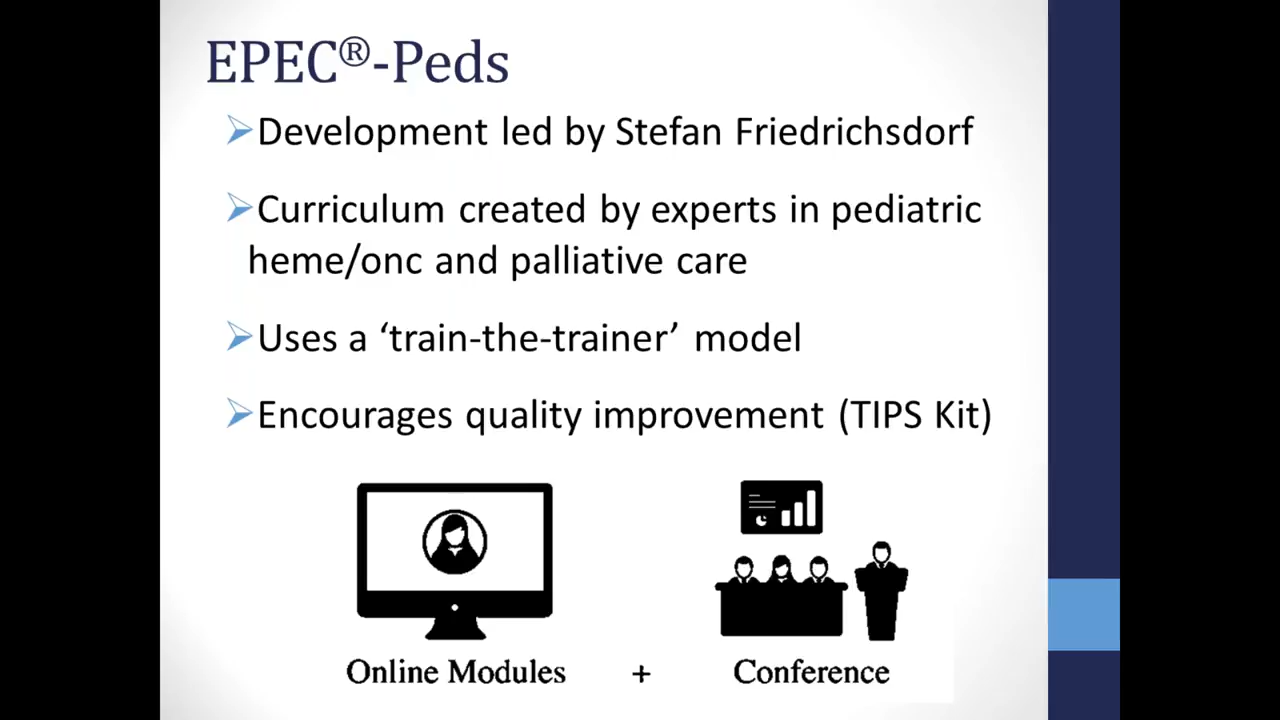 EPEC®-Peds
➢Development led by Stefan Friedrichsdorf
➢Curriculum created by experts in pediatric
heme/onc and palliative care
➢Uses a ‘train-the-trainer’ model
➢Encourages quality improvement (TIPS Kit)
Online Modules + Conference